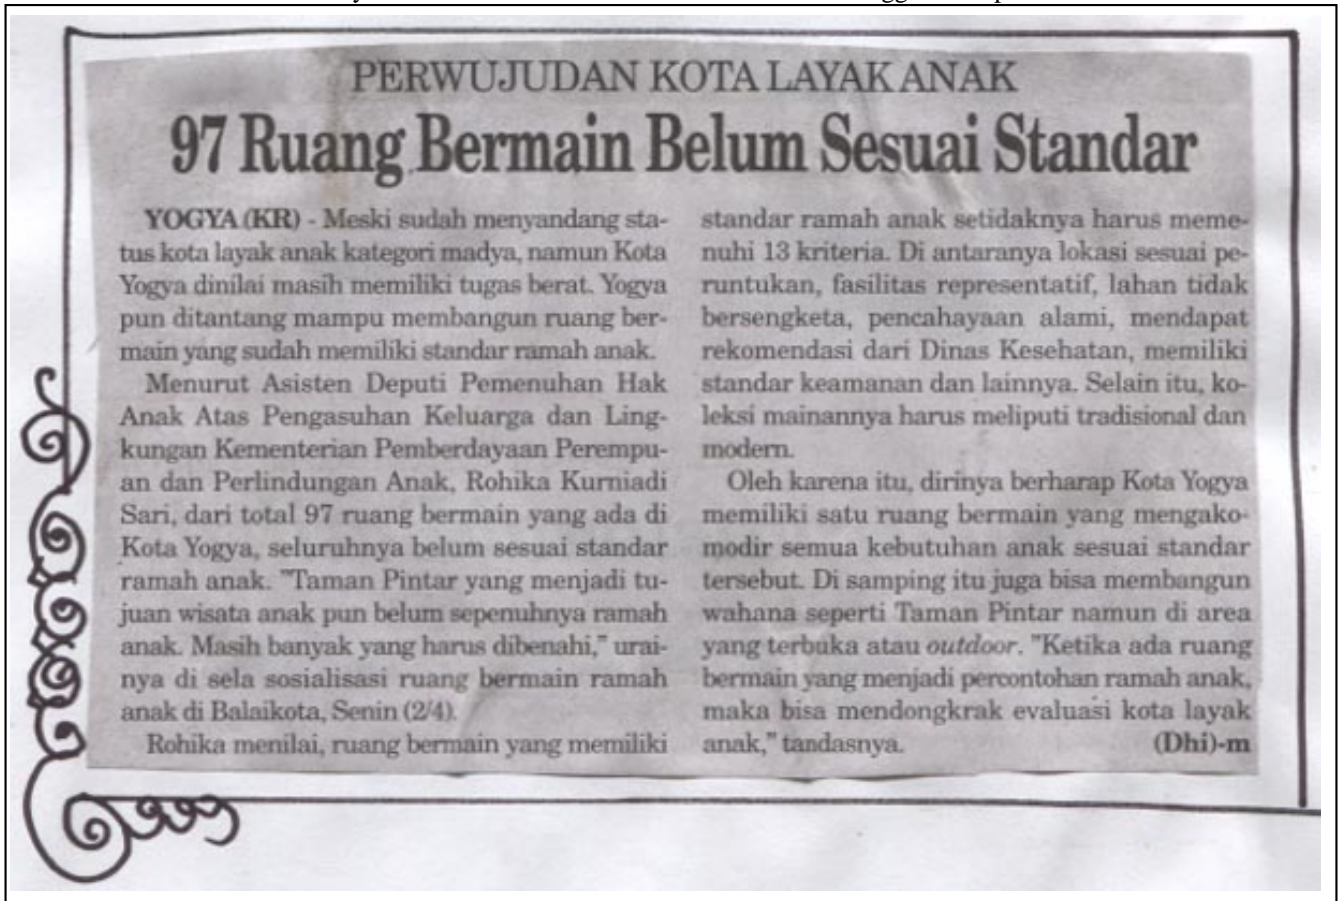 PERWUJUDAN KOTA LAYAK ANAK
97 Ruang Bermain Belum Sesuai Standar
YOGYA (KR) - Meski sudah menyandang sta-
tus kota layak anak kategori madya, namun Kota
Yogya dinilai masih memiliki tugas berat. Yogya
pun ditantang mampu membangun ruang ber-
main yang sudah memiliki standar ramah anak.
Menurut Asisten Deputi Pemenuhan Hak
Anak Atas Pengasuhan Keluarga dan Ling-
kungan Kementerian Pemberdayaan Perempu-
an dan Perlindungan Anak, Rohika Kurniadi
Sari, dari total 97 ruang bermain yang ada di
Kota Yogya, seluruhnya belum sesuai standar
ramah anak. "Taman Pintar yang menjadi tu-
juan wisata anak pun belum sepenuhnya ramah
anak. Masih banyak yang harus dibenahi," urai-
nya di sela sosialisasi ruang bermain ramah
anak di Balaikota, Senin (2/4).
Rohika menilai, ruang bermain yang memiliki
standar ramah anak setidaknya harus meme-
nuhi 13 kriteria. Di antaranya lokasi sesuai pe-
runtukan, fasilitas representatif, lahan tidak
bersengketa, pencahayaan alami, mendapat
rekomendasi dari Dinas Kesehatan, memiliki
standar keamanan dan lainnya. Selain itu, ko-
leksi mainannya harus meliputi tradisional dan
modern.
Oleh karena itu, dirinya berharap Kota Yogya
memiliki satu ruang bermain yang mengako-
modir semua kebutuhan anak sesuai standar
tersebut. Di samping itu juga bisa membangun
wahana seperti Taman Pintar namun di area
yang terbuka atau outdoor. "Ketika ada ruang
bermain yang menjadi percontohan ramah anak,
maka bisa mendongkrak evaluasi kota layak
anak," tandasnya. (Dhi)-m